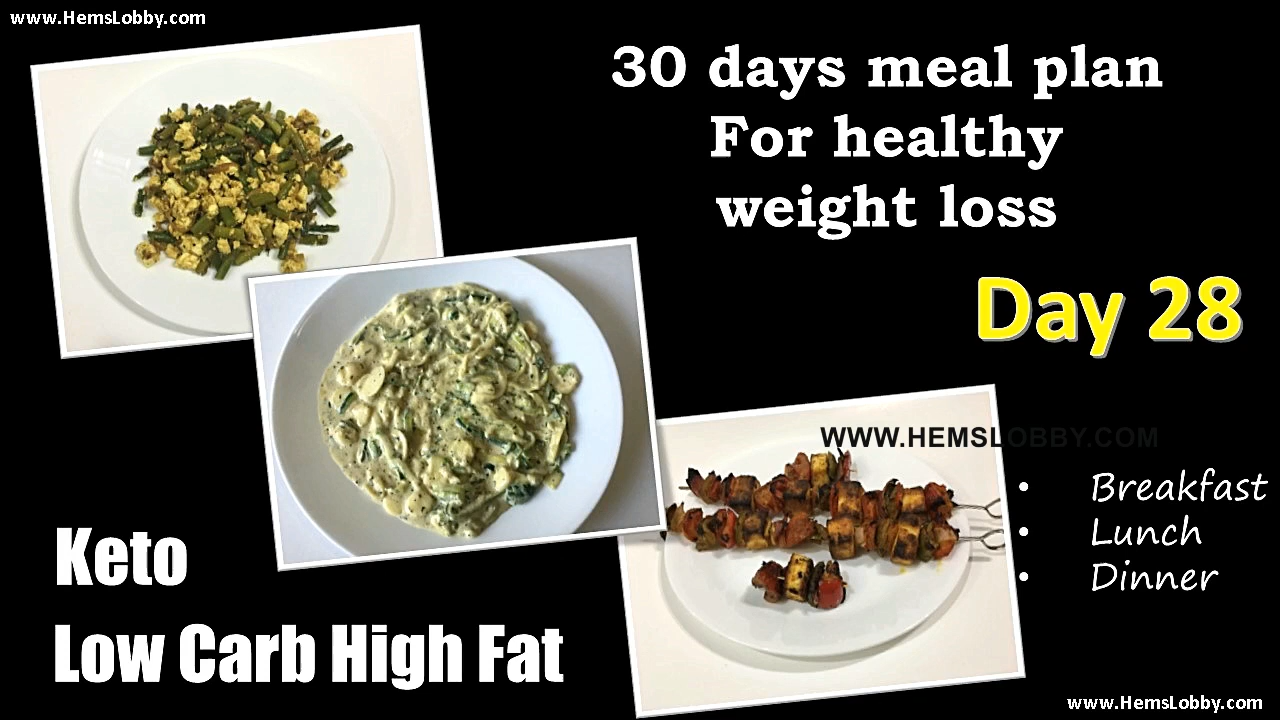 www.HemsLobby.com
30 days meal plan
For healthy
weight loss
Day 28
WWW.HEMSLOBBY.COM
• Breakfast
• Lunch
• Dinner
Keto
Low Carb High Fat
www.HemsLobby.com